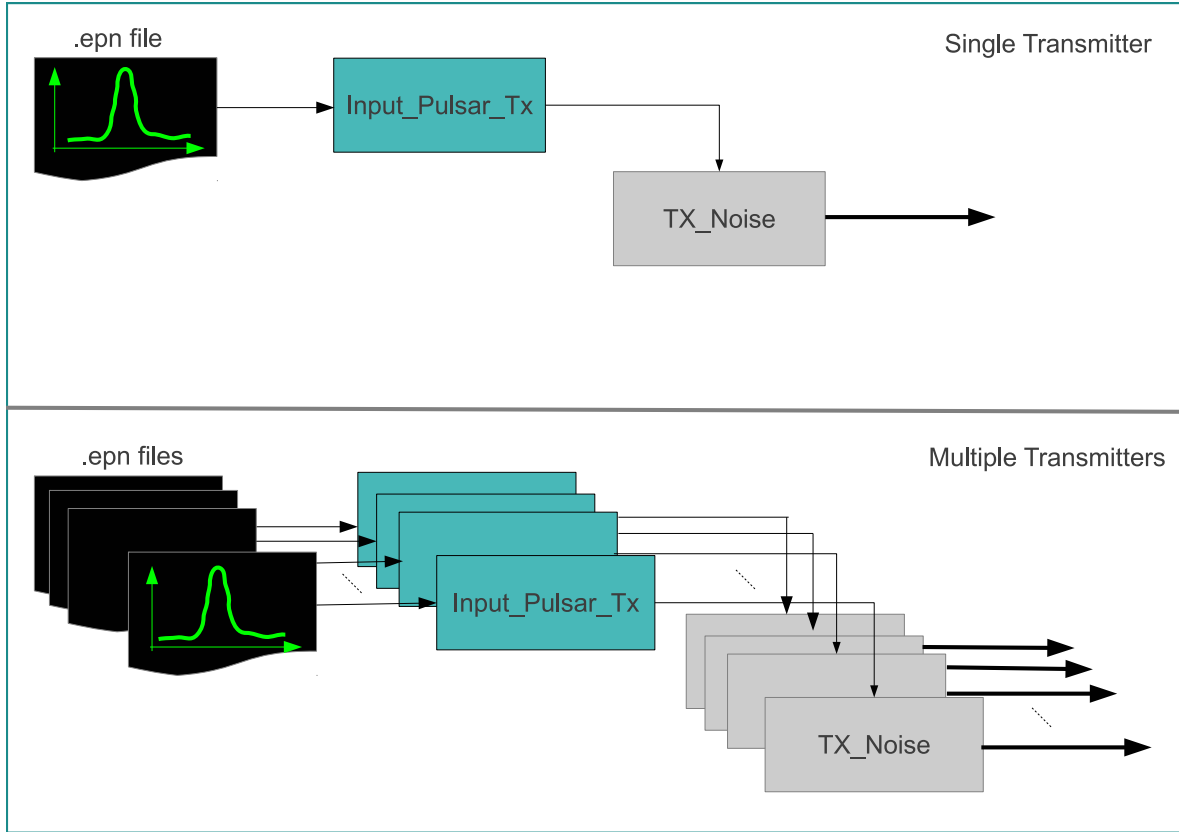 .epn file
Single Transmitter
Input_Pulsar_Tx
TX_Noise
.epn files
Multiple Transmitters
Input_Pulsar_Tx
TX_Noise